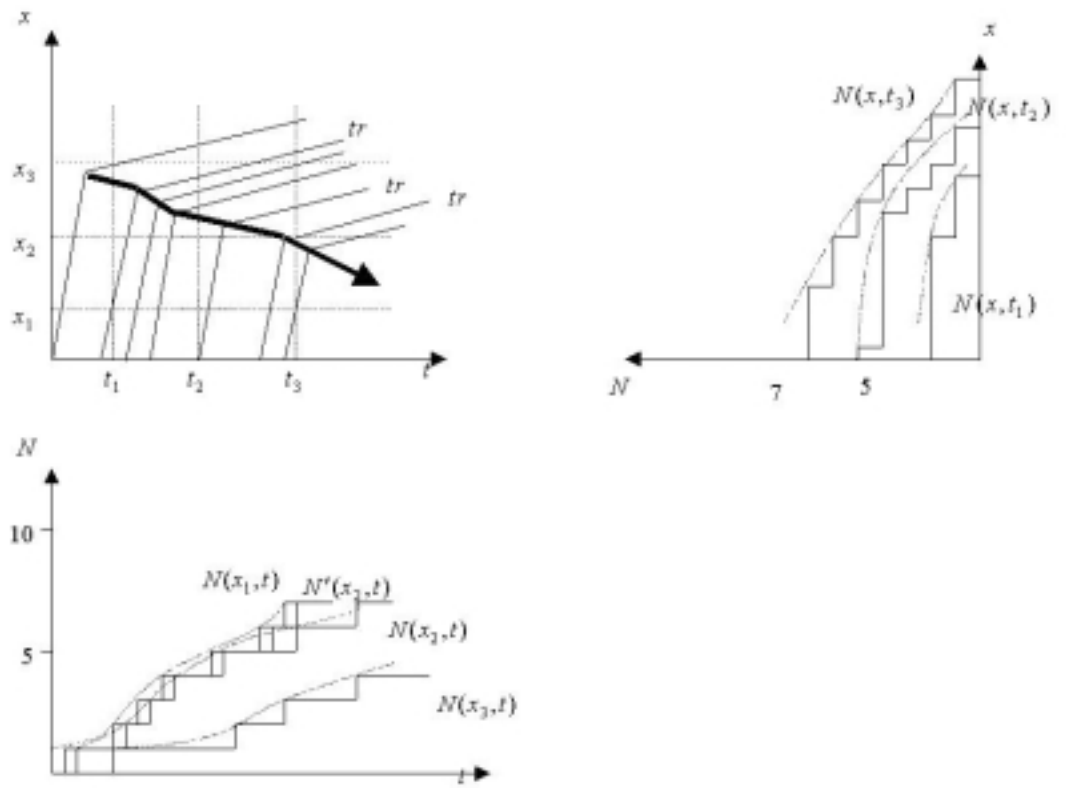 x
x₃
x₂
x₁
tr
tr
tr
t₁
t₂
t₃
t
x
N(x,t₃)
N(x,t₂)
N(x,t₁)
N
7
5
N
10
5
N(x₁,t)
N'(x₂,t)
N(x₂,t)
N(x₃,t)
t